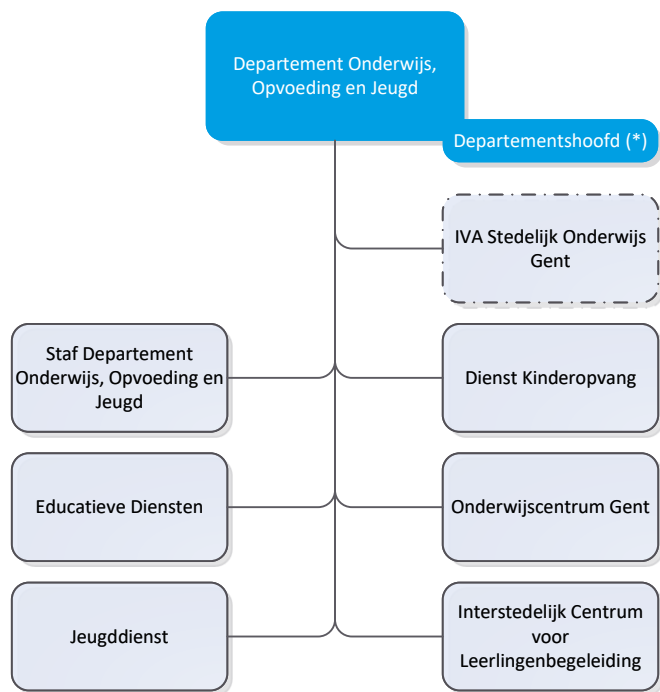 Departement Onderwijs,
Opvoeding en Jeugd
Departementshoofd (*)
IVA Stedelijk Onderwijs
Gent
Staf Departement
Onderwijs, Opvoeding en
Jeugd
Dienst Kinderopvang
Educatieve Diensten
Onderwijscentrum Gent
Jeugddienst
Interstedelijk Centrum
voor
Leerlingenbegeleiding